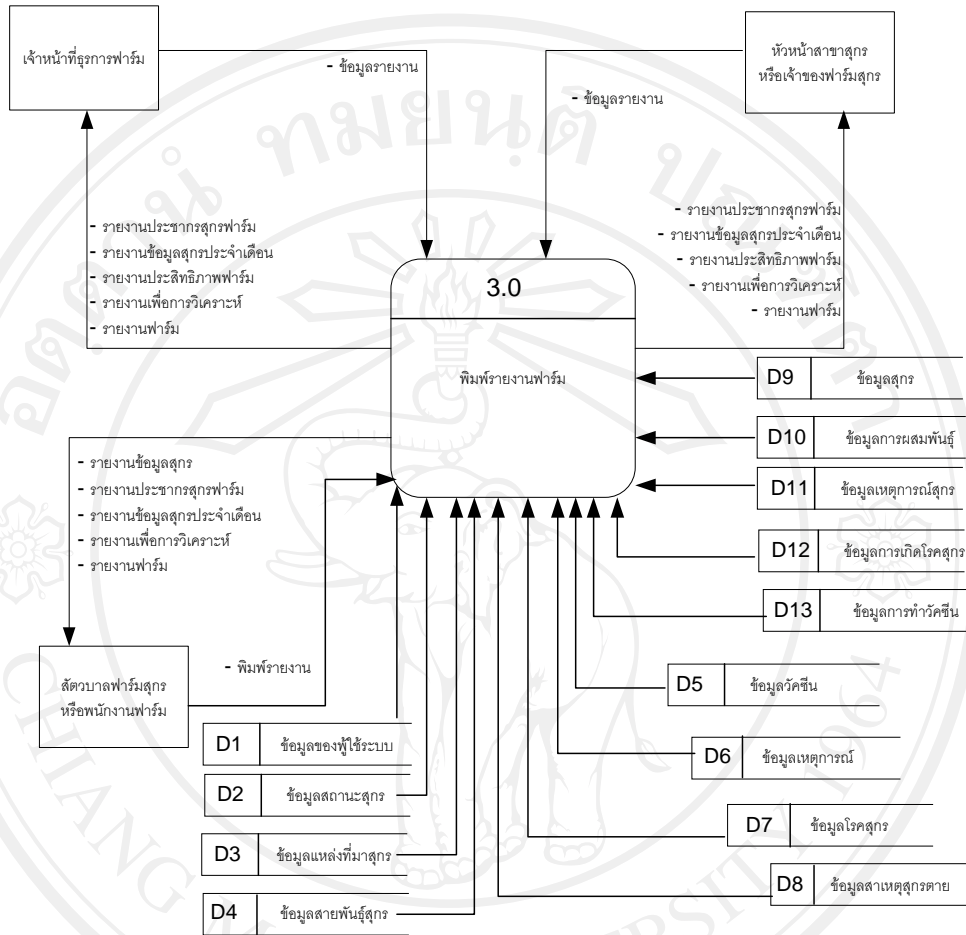 เจ้าหน้าที่ธุรการฟาร์ม
หัวหน้าสาขาสุกร
หรือเจ้าของฟาร์มสุกร
- ข้อมูลรายงาน
- ข้อมูลรายงาน
- รายงานประชากรสุกรฟาร์ม
- รายงานข้อมูลสุกรประจำเดือน
- รายงานประสิทธิภาพฟาร์ม
- รายงานเพื่อการวิเคราะห์
- รายงานฟาร์ม
- รายงานประชากรสุกรฟาร์ม
- รายงานข้อมูลสุกรประจำเดือน
- รายงานประสิทธิภาพฟาร์ม
- รายงานเพื่อการวิเคราะห์
- รายงานฟาร์ม
3.0
พิมพ์รายงานฟาร์ม
D9 ข้อมูลสุกร
D10 ข้อมูลการผสมพันธุ์
D11 ข้อมูลเหตุการณ์สุกร
D12 ข้อมูลการเกิดโรคสุกร
D13 ข้อมูลการทำวัคซีน
- รายงานข้อมูลสุกร
- รายงานประชากรสุกรฟาร์ม
- รายงานข้อมูลสุกรประจำเดือน
- รายงานเพื่อการวิเคราะห์
- รายงานฟาร์ม
สัตวบาลฟาร์มสุกร
หรือพนักงานฟาร์ม
- พิมพ์รายงาน
D5 ข้อมูลวัคซีน
D1 ข้อมูลของผู้ใช้ระบบ
D6 ข้อมูลเหตุการณ์
D2 ข้อมูลสถานะสุกร
D7 ข้อมูลโรคสุกร
D3 ข้อมูลแหล่งที่มาสุกร
D8 ข้อมูลสาเหตุสุกรตาย
D4 ข้อมูลสายพันธุ์สุกร